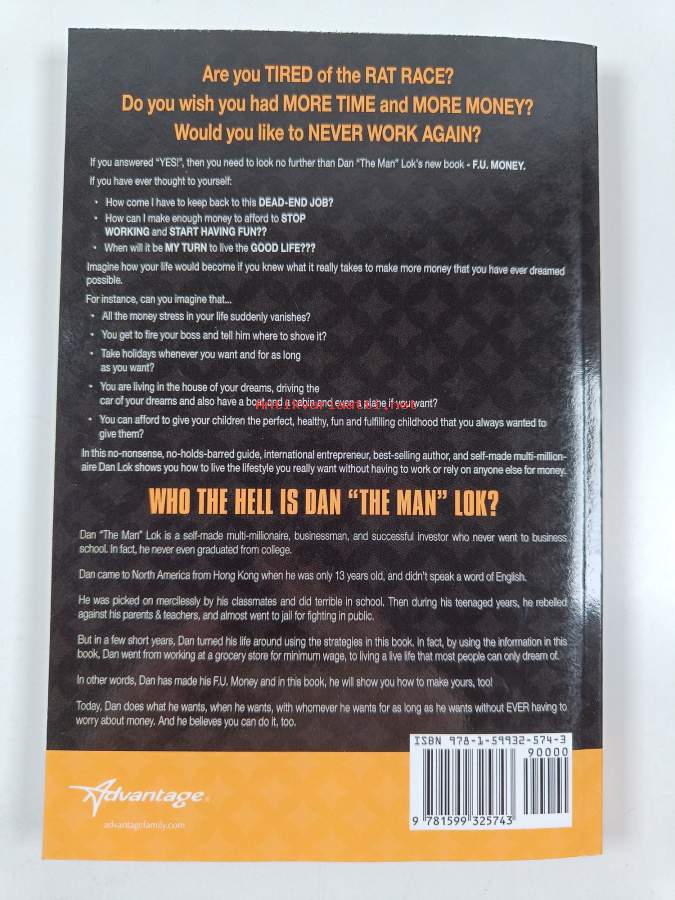 Are you TIRED of the RAT RACE?
Do you wish you had MORE TIME and MORE MONEY?
Would you like to NEVER WORK AGAIN?
If you answered "YES!", then you need to look no further than Dan "The Man" Lok's new book - F.U. MONEY.
If you have ever thought to yourself:
• How come I have to keep back to this DEAD-END JOB?
• How can I make enough money to afford to STOP
WORKING and START HAVING FUN??
• When will it be MY TURN to live the GOOD LIFE???
Imagine how your life would become if you knew what it really takes to make more money that you have ever dreamed
possible.
For instance, can you imagine that...
• All the money stress in your life suddenly vanishes?
• You get to fire your boss and tell him where to shove it?
• Take holidays whenever you want and for as long
as you want?
• You are living in the house of your dreams, driving the
car of your dreams and also have a boat and a cabin and even a plane if you want?
• You can afford to give your children the perfect, healthy, fun and fulfilling childhood that you always wanted to
give them?
In this no-nonsense, no-holds-barred guide, international entrepreneur, best-selling author, and self-made multi-million-
aire Dan Lok shows you how to live the lifestyle you really want without having to work or rely on anyone else for money.
WHO THE HELL IS DAN "THE MAN" LOK?
Dan "The Man" Lok is a self-made multi-millionaire, businessman, and successful investor who never went to business
school. In fact, he never even graduated from college.
Dan came to North America from Hong Kong when he was only 13 years old, and didn't speak a word of English.
He was picked on mercilessly by his classmates and did terrible in school. Then during his teenaged years, he rebelled
against his parents & teachers, and almost went to jail for fighting in public.
But in a few short years, Dan turned his life around using the strategies in this book. In fact, by using the information in this
book, Dan went from working at a grocery store for minimum wage, to living a live life that most people can only dream of.
In other words, Dan has made his F.U. Money and in this book, he will show you how to make yours, too!
Today, Dan does what he wants, when he wants, with whomever he wants for as long as he wants without EVER having to
worry about money. And he believes you can do it, too.
ISBN 978-1-59932-574-3
90000
9 781599 325743
Advantage®
advantagefamily.com